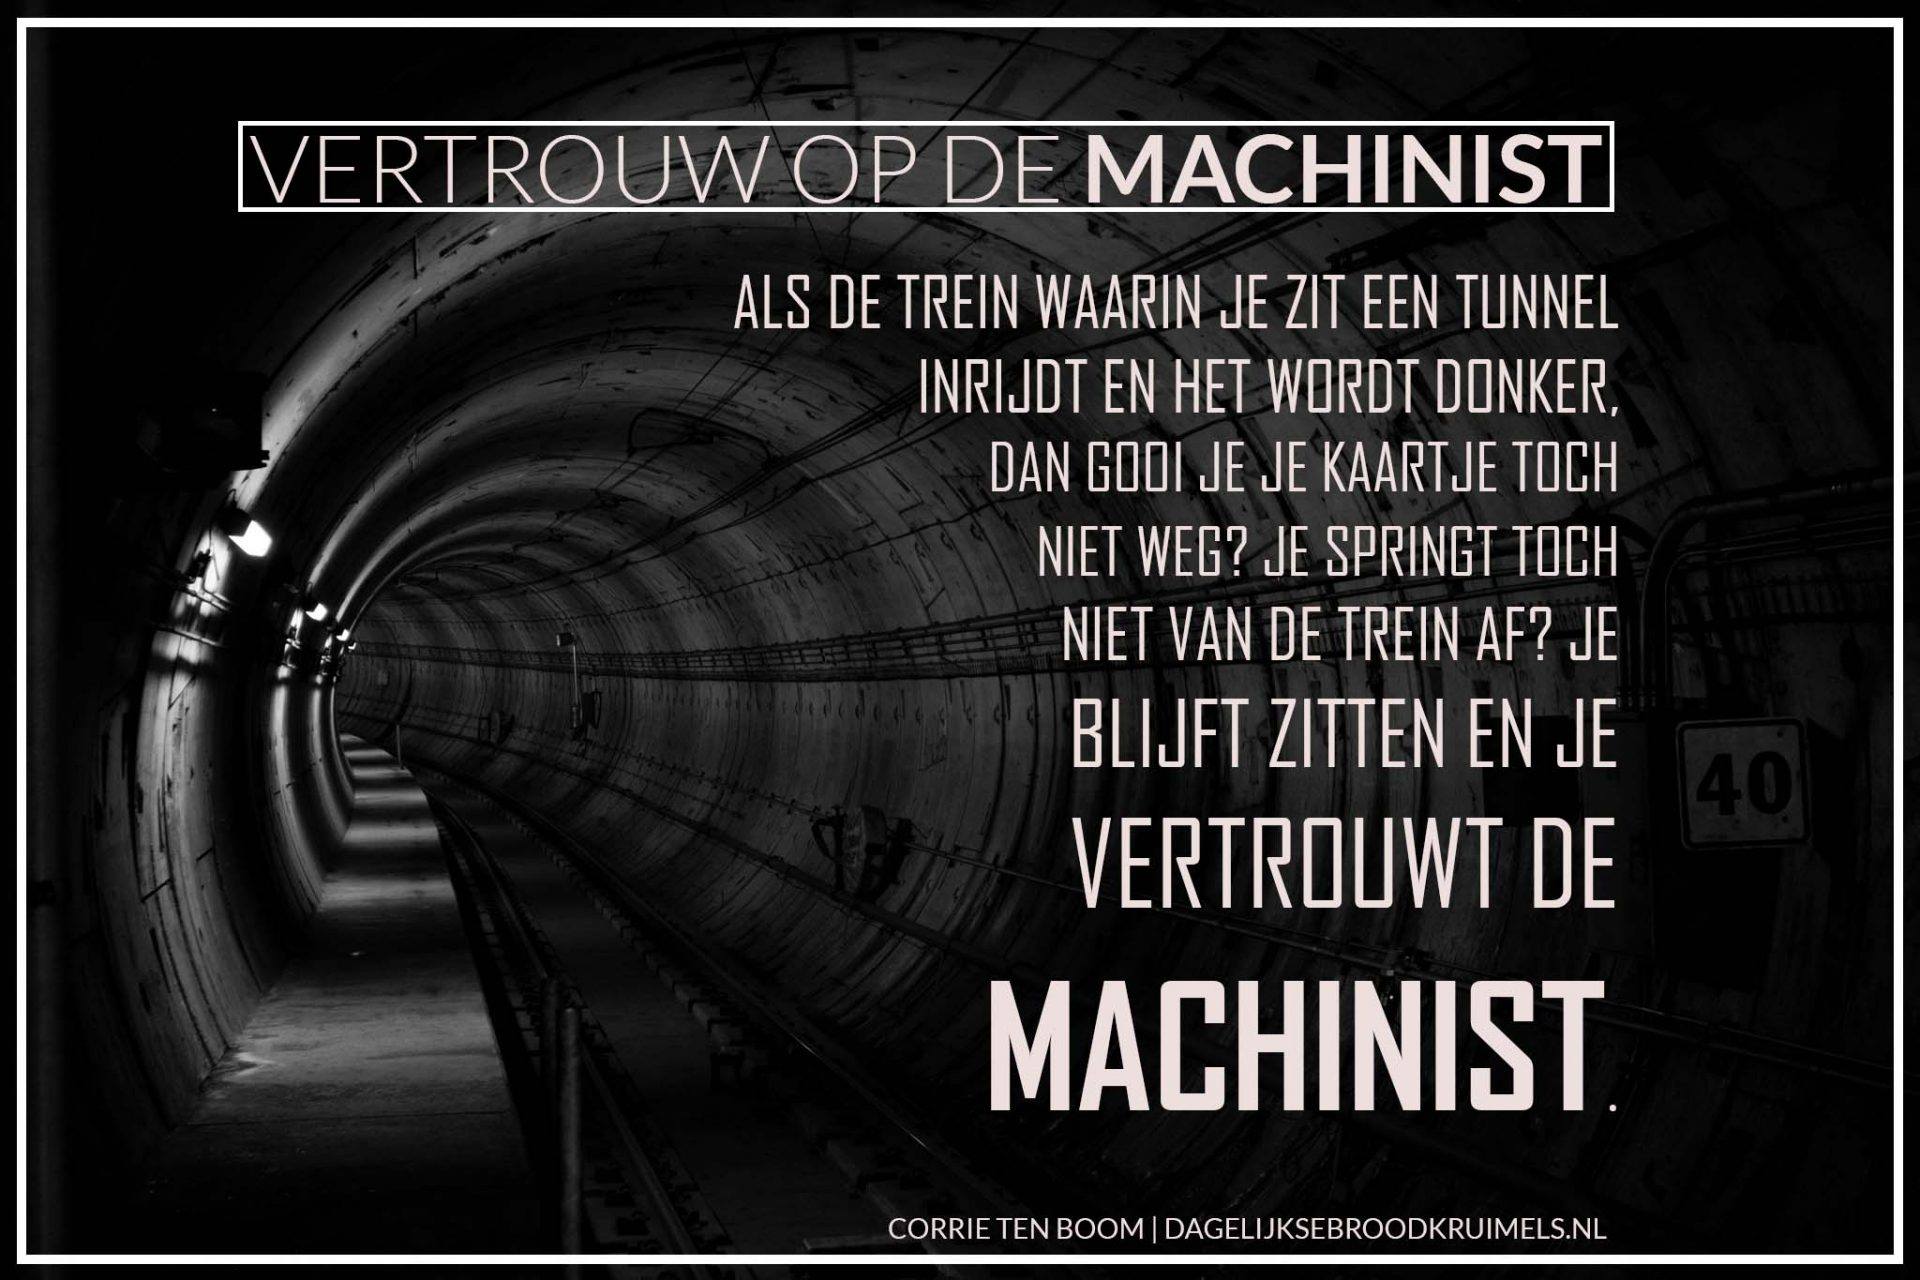 VERTROUW OP DE MACHINIST
ALS DE TREIN WAARIN JE ZIT EEN TUNNEL
INRIJDT EN HET WORDT DONKER,
DAN GOOI JE JE KAARTJE TOCH
NIET WEG? JE SPRINGT TOCH
NIET VAN DE TREIN AF? JE
BLIJFT ZITTEN EN JE
VERTROUWT DE
MACHINIST.
40
CORRIE TEN BOOM | DAGELIJKSEBROODKRUIMELS.NL